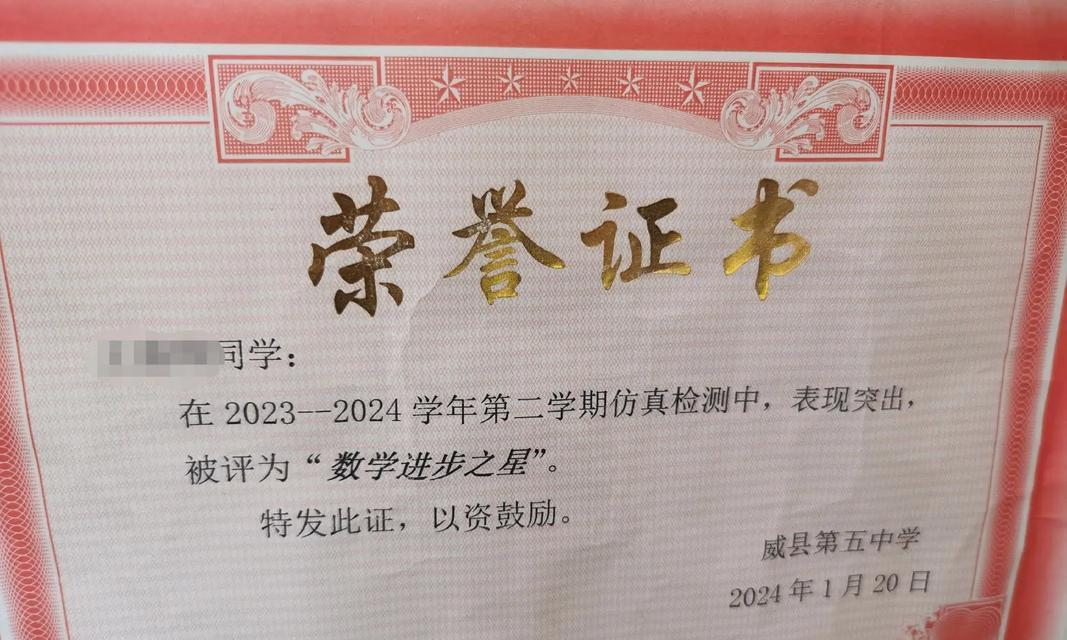 荣誉证书
同学：
在 2023--2024 学年第二学期仿真检测中，表现突出，
被评为“数学进步之星”。
特发此证，以资鼓励。
威县第五中学
2024 年 1 月 20 日